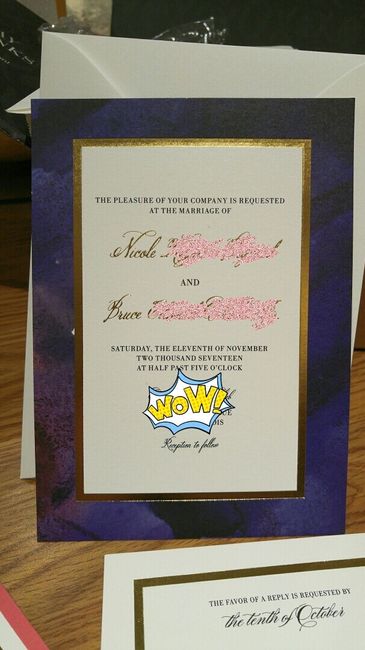 THE PLEASURE OF YOUR COMPANY IS REQUESTED
AT THE MARRIAGE OF
Nicole
AND
Bruce
SATURDAY, THE ELEVENTH OF NOVEMBER
TWO THOUSAND SEVENTEEN
AT HALF PAST FIVE O'CLOCK
WOW!
Reception to follow
THE FAVOR OF A REPLY IS REQUESTED BY
the tenth of October